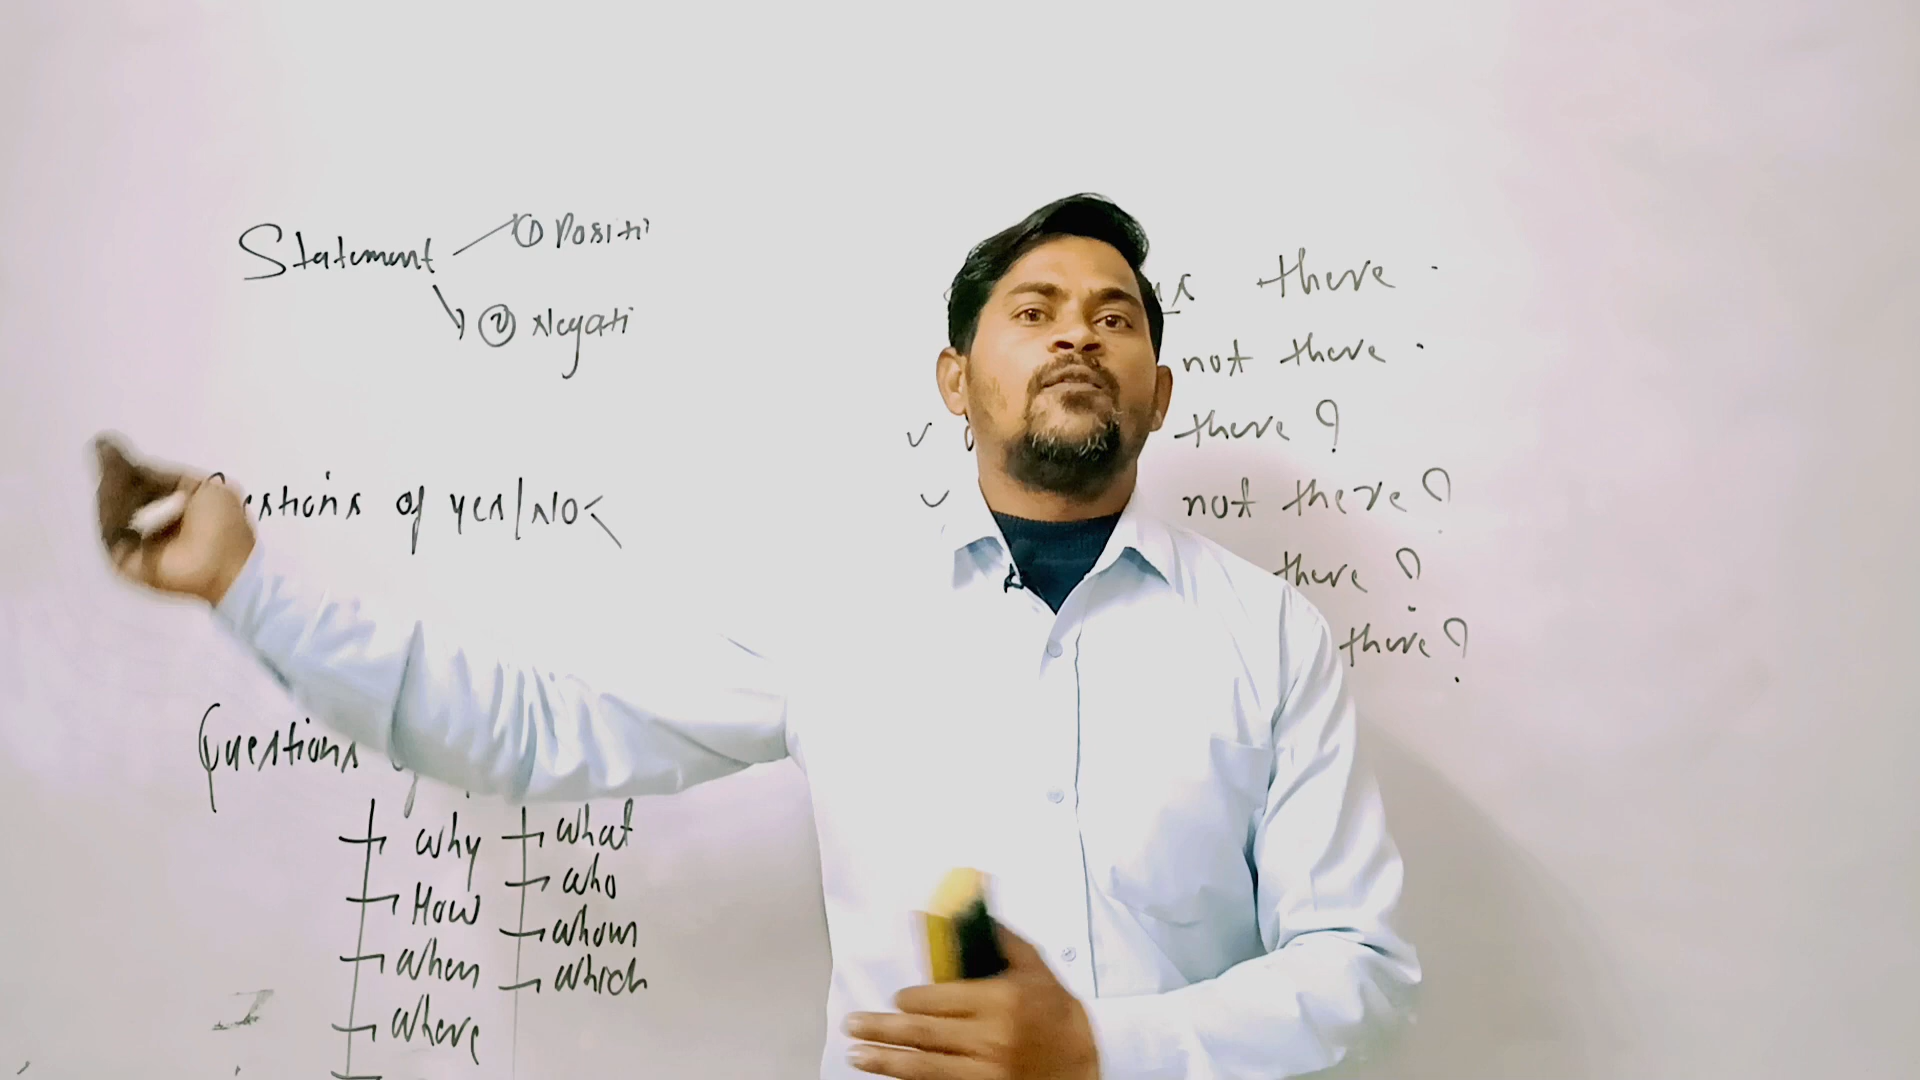 Statement
① Positi
② Negati
estions of yes/No
Questions
why
How
when
where
what
who
whom
which
is there .
not there .
there ?
not there ?
there ?
there ?